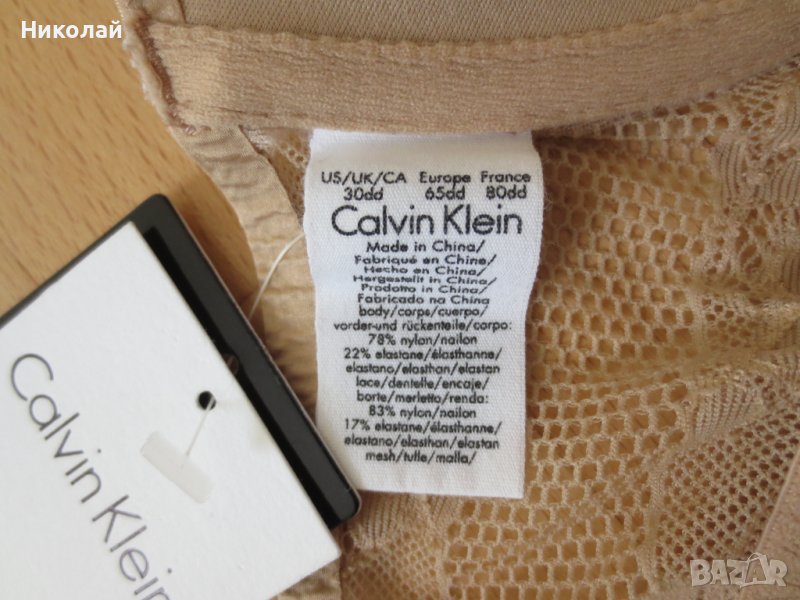 Николай
US/UK/CA Europe France
30dd 65dd 80dd
Calvin Klein
Made in China/
Fabriqué en Chine/
Hecho en China/
Hergestellt in China/
Prodotto in China/
Fabricado na China
body/corps/cuerpo/
vorder-und rückenteile/corpo:
78% nylon/nailon
22% elastane/élasthanne/
elastano/elasthan/elastan
lace/dentelle/encaje/
borte/merletto/renda:
83% nylon/nailon
17% elastane/élasthanne/
elastano/elasthan/elastan
mesh/tulle/malla/
Calvin Klein
BAZAR